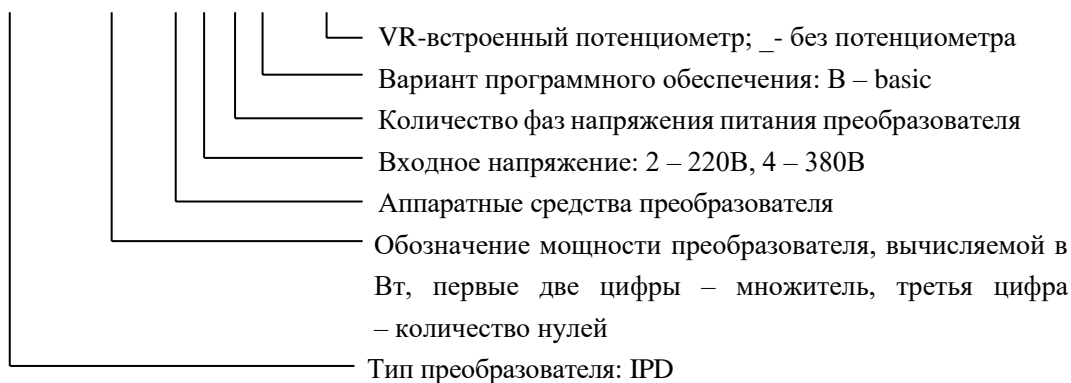 VR-встроенный потенциометр; _- без потенциометра
Вариант программного обеспечения: B – basic
Количество фаз напряжения питания преобразователя
Входное напряжение: 2 – 220В, 4 – 380В
Аппаратные средства преобразователя
Обозначение мощности преобразователя, вычисляемой в
Вт, первые две цифры – множитель, третья цифра
– количество нулей
Тип преобразователя: IPD